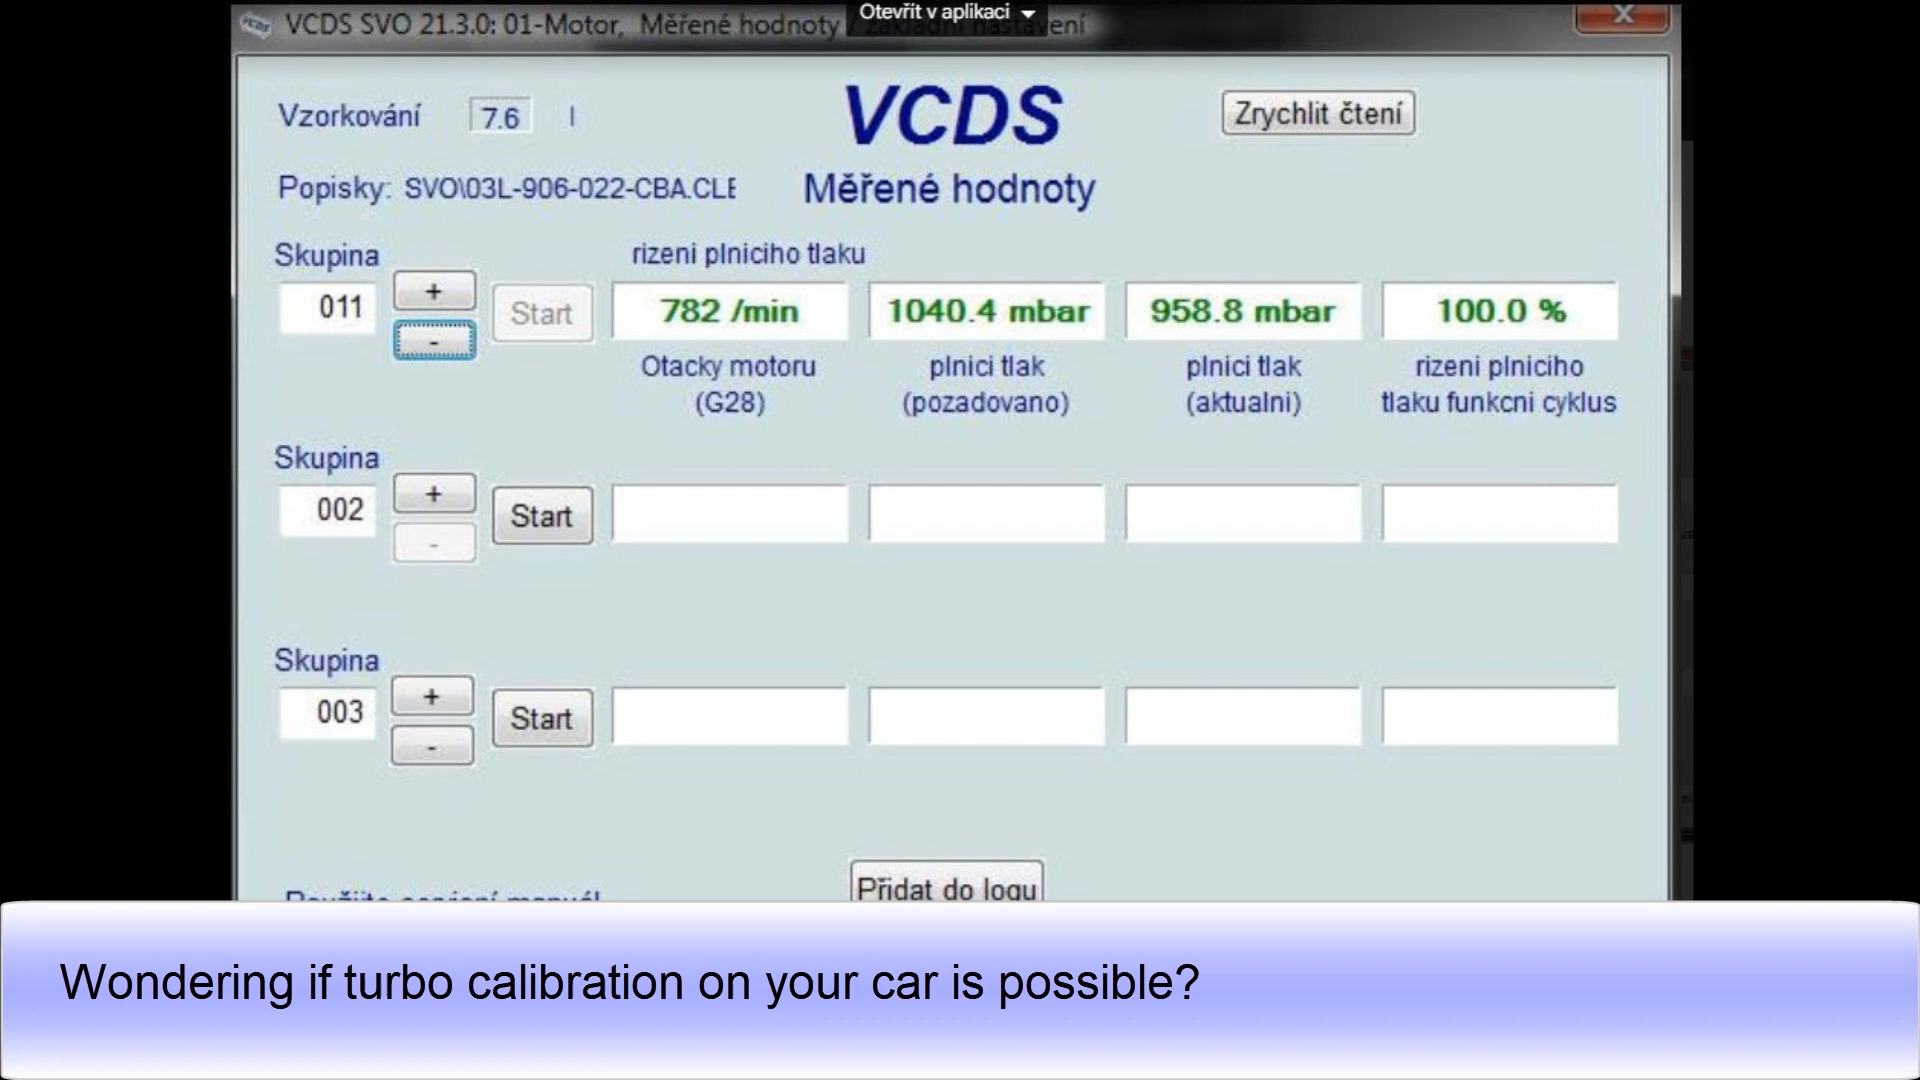 Otevřít v aplikaci
VCDS SVO 21.3.0: 01-Motor, Měřené hodnoty / základní nastavení
Vzorkování 7.6 I
VCDS
Zrychlit čtení
Popisky: SVO\03L-906-022-CBA.CLE
Měřené hodnoty
Skupina
rizeni plniciho tlaku
011 + - Start
782 /min 1040.4 mbar 958.8 mbar 100.0 %
Otacky motoru plnici tlak plnici tlak rizeni plniciho
(G28) (pozadovano) (aktualni) tlaku funkcni cyklus
Skupina
002 + - Start
Skupina
003 + - Start
Přidat do logu
Wondering if turbo calibration on your car is possible?